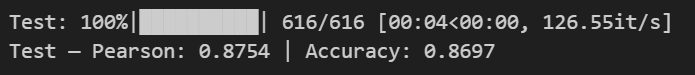 Test: 100%|██████████| 616/616 [00:04<00:00, 126.55it/s]
Test — Pearson: 0.8754 | Accuracy: 0.8697